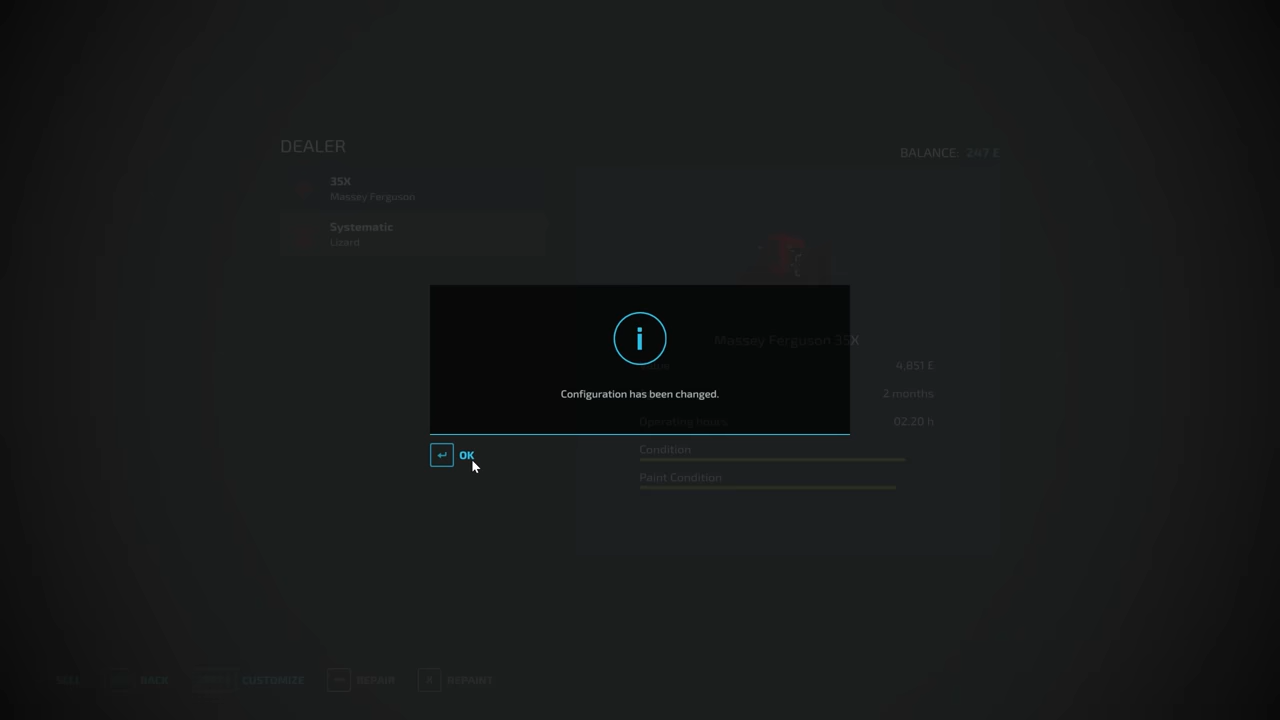 DEALER
BALANCE: 247 £
35X
Massey Ferguson
Systematic
Lizard
Massey Ferguson 35X
4,851 £
Configuration has been changed.
2 months
Operating hours
02.20 h
Condition
OK
Paint Condition
SELL BACK CUSTOMIZE REPAIR REPAINT